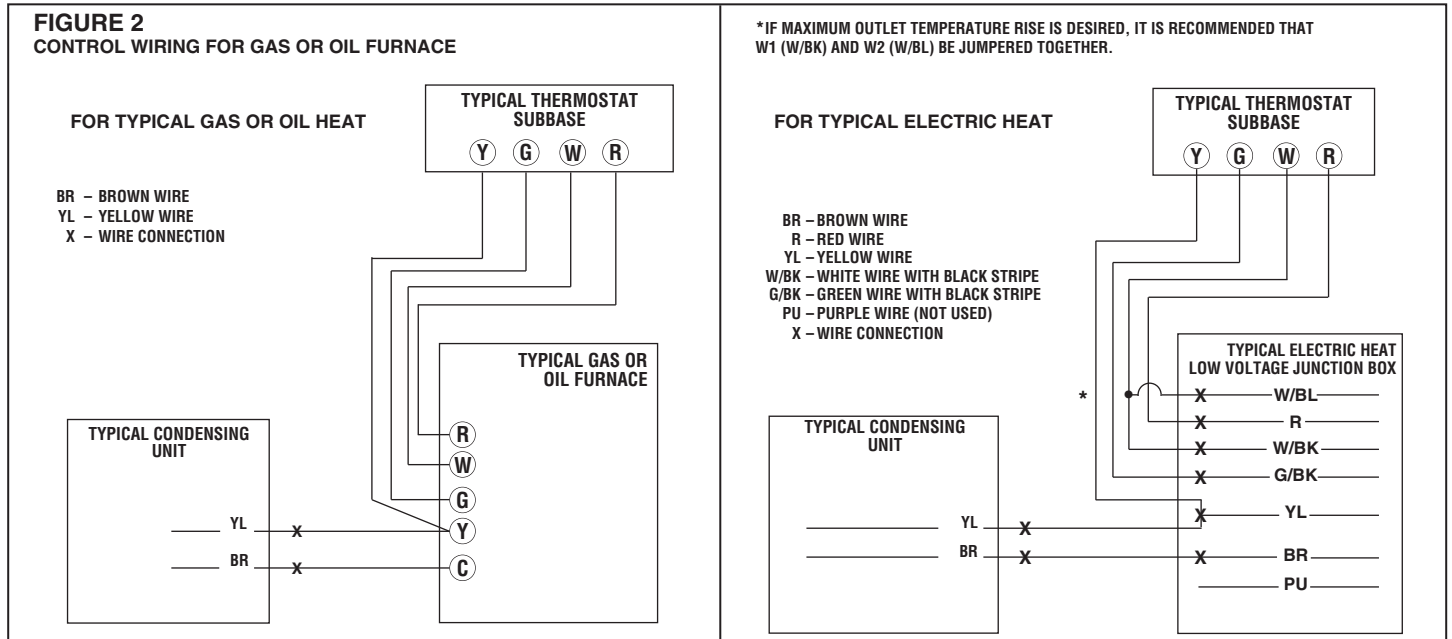 FIGURE 2
CONTROL WIRING FOR GAS OR OIL FURNACE
FOR TYPICAL GAS OR OIL HEAT
TYPICAL THERMOSTAT
SUBBASE
Y G W R
BR – BROWN WIRE
YL – YELLOW WIRE
X – WIRE CONNECTION
TYPICAL GAS OR
OIL FURNACE
R
W
G
Y
C
TYPICAL CONDENSING
UNIT
YL X
BR X
*IF MAXIMUM OUTLET TEMPERATURE RISE IS DESIRED, IT IS RECOMMENDED THAT
W1 (W/BK) AND W2 (W/BL) BE JUMPERED TOGETHER.
FOR TYPICAL ELECTRIC HEAT
TYPICAL THERMOSTAT
SUBBASE
Y G W R
BR – BROWN WIRE
R – RED WIRE
YL – YELLOW WIRE
W/BK – WHITE WIRE WITH BLACK STRIPE
G/BK – GREEN WIRE WITH BLACK STRIPE
PU – PURPLE WIRE (NOT USED)
X – WIRE CONNECTION
TYPICAL ELECTRIC HEAT
LOW VOLTAGE JUNCTION BOX
* X W/BL
X R
X W/BK
X G/BK
X YL
X BR
PU
TYPICAL CONDENSING
UNIT
YL X
BR X